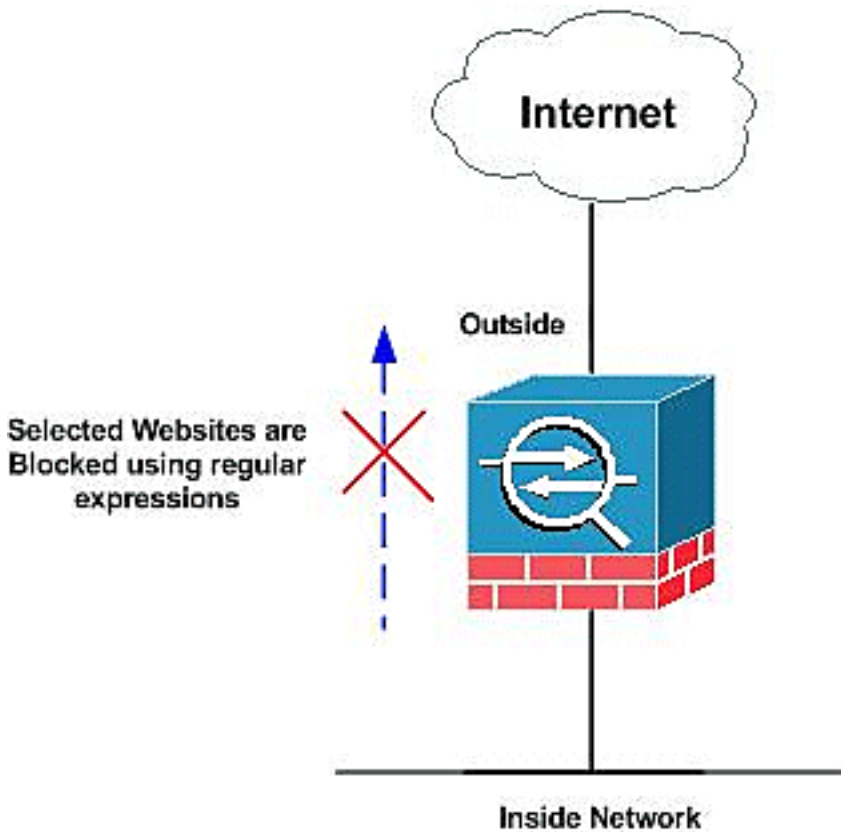 Internet
Outside
Selected Websites are
Blocked using regular
expressions
Inside Network